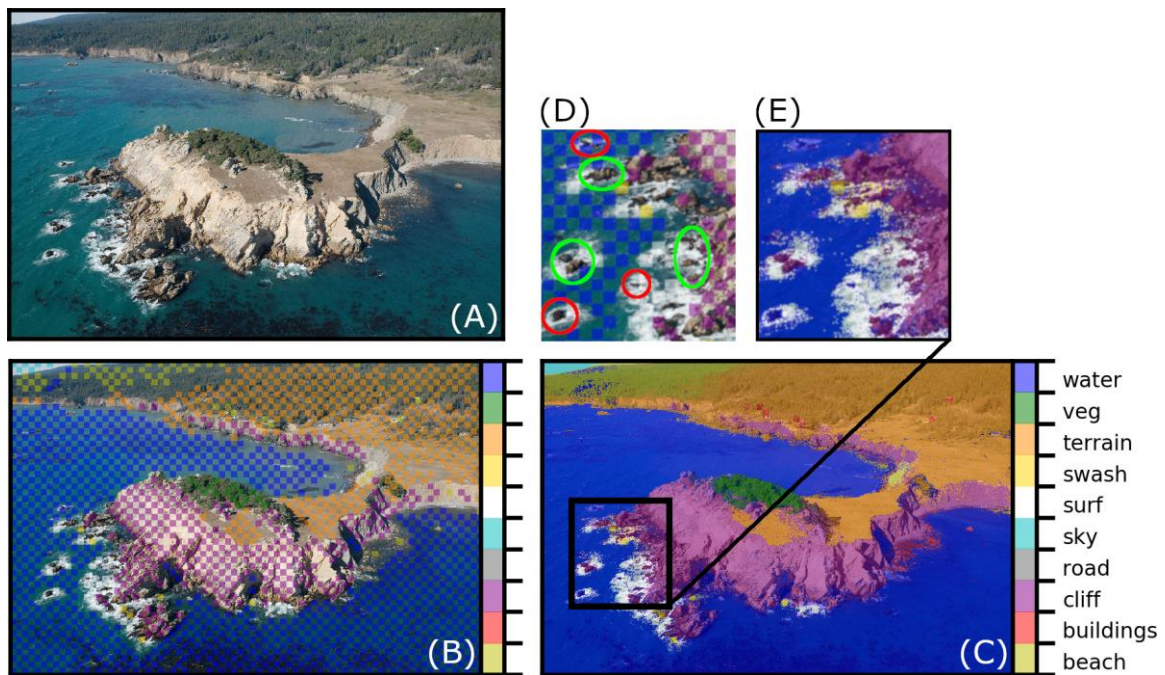 (D)
(E)
(A)
(B)
(C)
water
veg
terrain
swash
surf
sky
road
cliff
buildings
beach